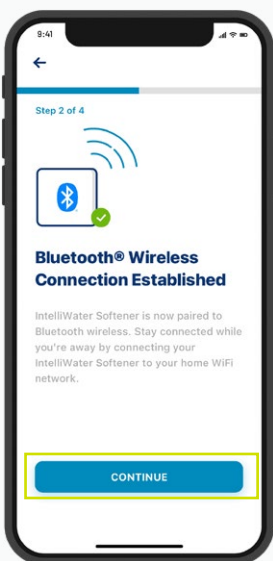 9:41
Step 2 of 4
Bluetooth® Wireless
Connection Established
IntelliWater Softener is now paired to
Bluetooth wireless. Stay connected while
you're away by connecting your
IntelliWater Softener to your home WiFi
network.
CONTINUE